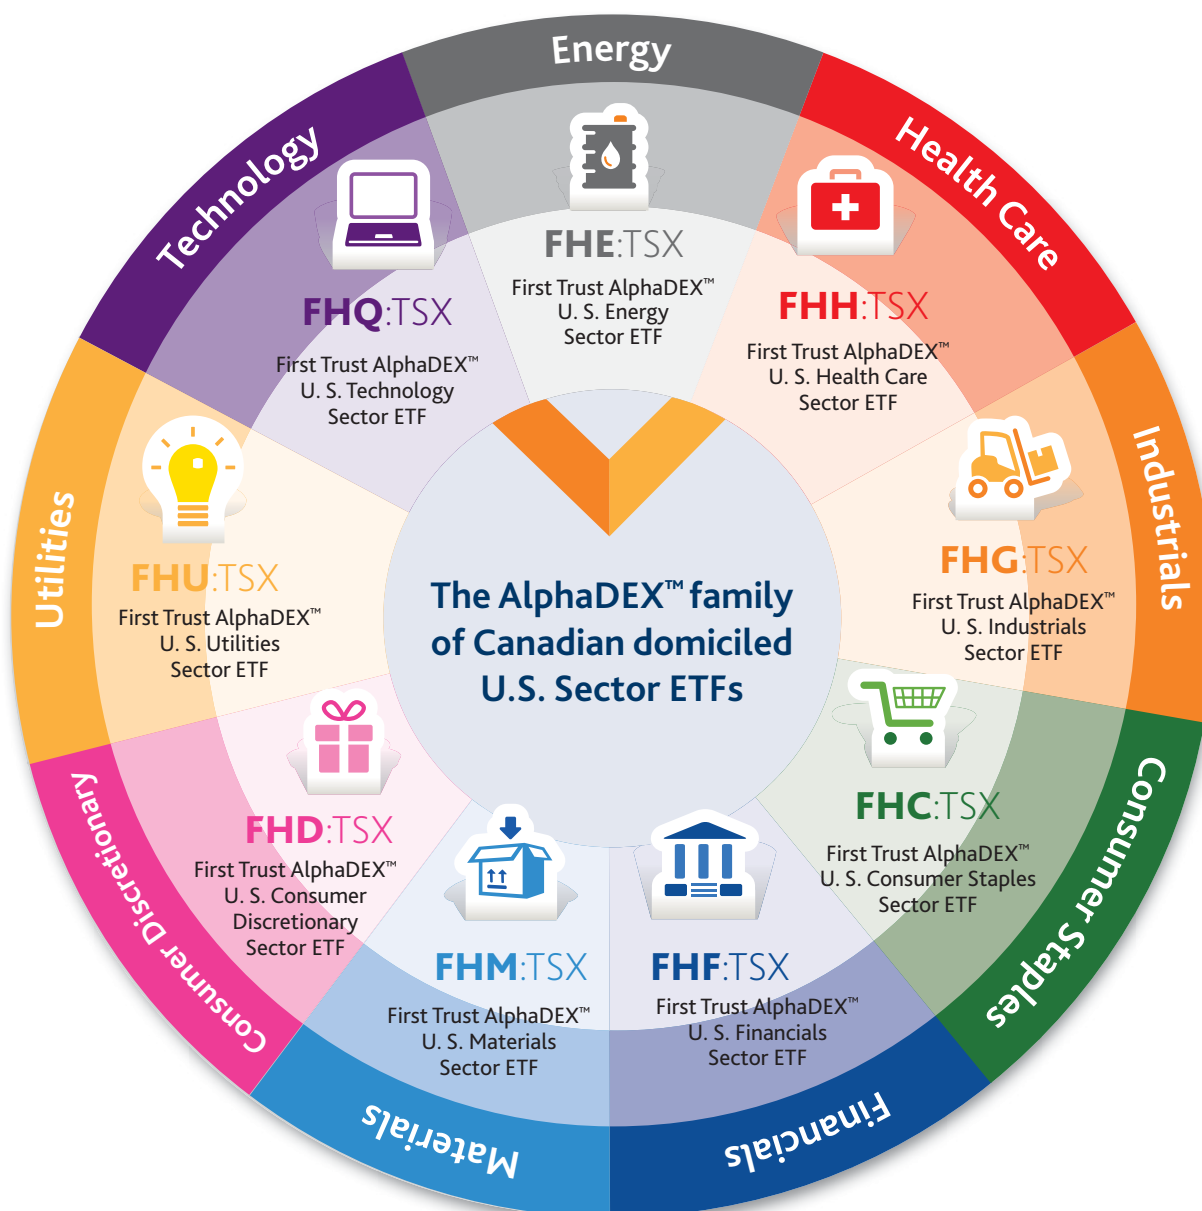 Energy
FHE:TSX
First Trust AlphaDEX™
U. S. Energy
Sector ETF
Health Care
FHH:TSX
First Trust AlphaDEX™
U. S. Health Care
Sector ETF
Industrials
FHG:TSX
First Trust AlphaDEX™
U. S. Industrials
Sector ETF
Consumer Staples
FHC:TSX
First Trust AlphaDEX™
U. S. Consumer Staples
Sector ETF
Financials
FHF:TSX
First Trust AlphaDEX™
U. S. Financials
Sector ETF
Materials
FHM:TSX
First Trust AlphaDEX™
U. S. Materials
Sector ETF
Consumer Discretionary
FHD:TSX
First Trust AlphaDEX™
U. S. Consumer
Discretionary
Sector ETF
Utilities
FHU:TSX
First Trust AlphaDEX™
U. S. Utilities
Sector ETF
Technology
FHQ:TSX
First Trust AlphaDEX™
U. S. Technology
Sector ETF
The AlphaDEX™ family
of Canadian domiciled
U.S. Sector ETFs